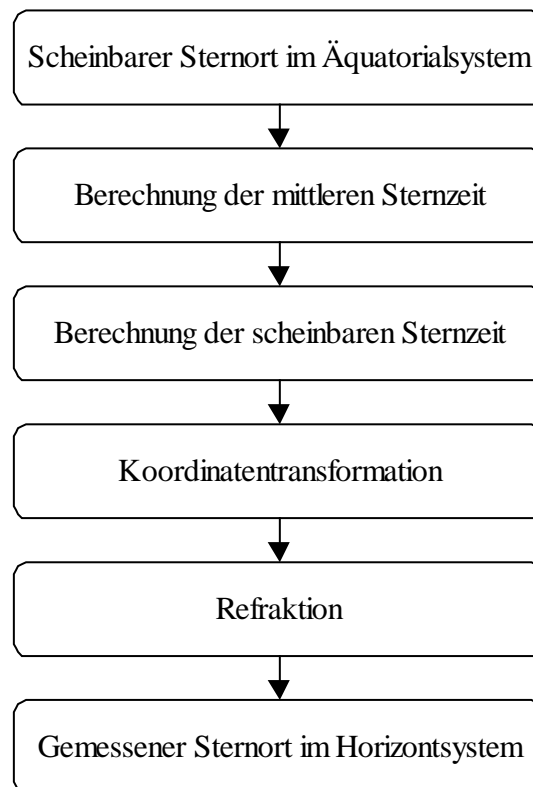 Scheinbarer Sternort im Äquatorialsystem
Berechnung der mittleren Sternzeit
Berechnung der scheinbaren Sternzeit
Koordinatentransformation
Refraktion
Gemessener Sternort im Horizontsystem